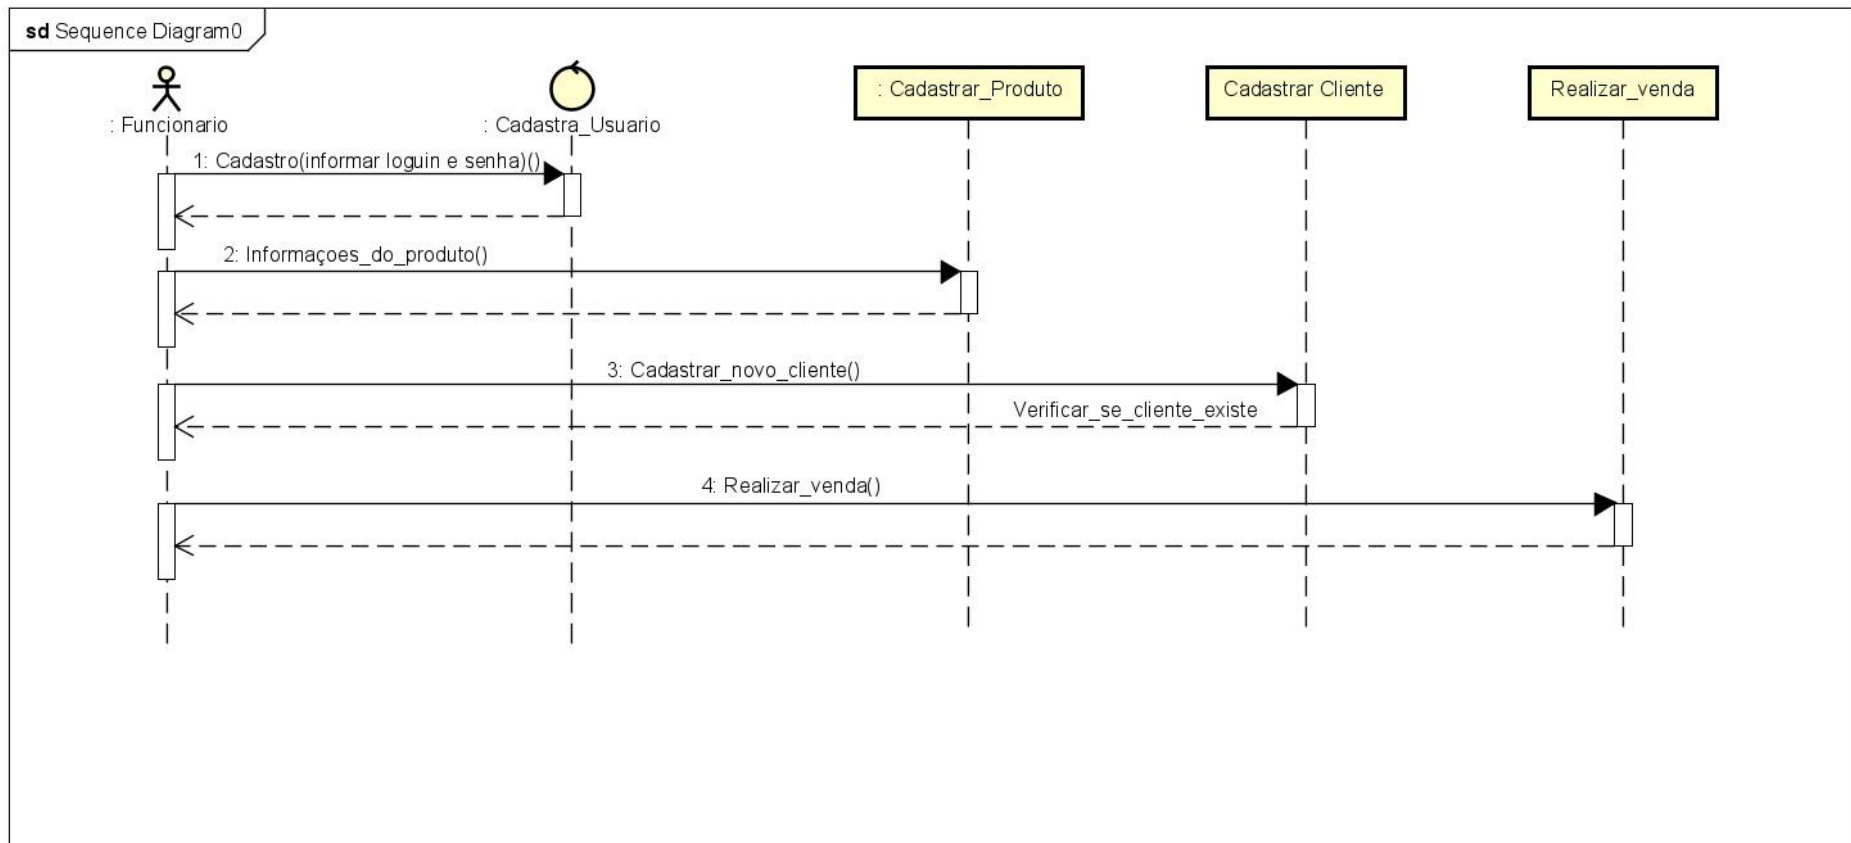 sd Sequence Diagram0
: Funcionario
: Cadastra_Usuario
: Cadastrar_Produto
Cadastrar Cliente
Realizar_venda
1: Cadastro(informar loguin e senha)()
2: Informaçoes_do_produto()
3: Cadastrar_novo_cliente()
Verificar_se_cliente_existe
4: Realizar_venda()